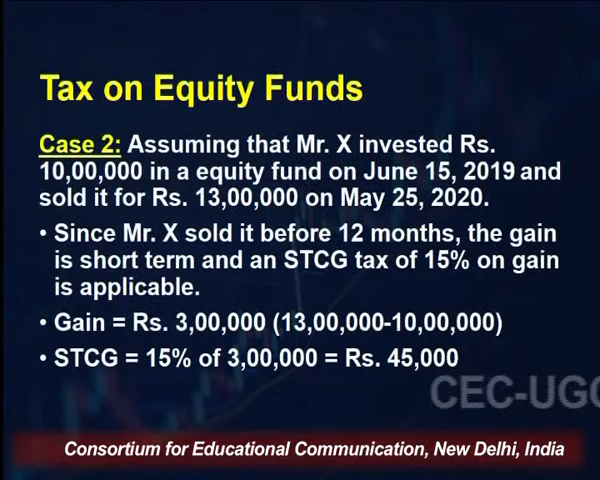 Tax on Equity Funds
Case 2: Assuming that Mr. X invested Rs.
10,00,000 in a equity fund on June 15, 2019 and
sold it for Rs. 13,00,000 on May 25, 2020.
• Since Mr. X sold it before 12 months, the gain
is short term and an STCG tax of 15% on gain
is applicable.
• Gain = Rs. 3,00,000 (13,00,000-10,00,000)
• STCG = 15% of 3,00,000 = Rs. 45,000
CEC-UGC
Consortium for Educational Communication, New Delhi, India